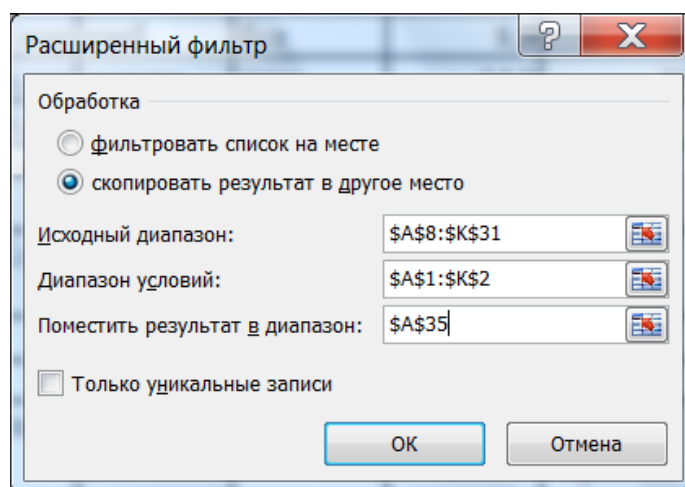 Расширенный фильтр
Обработка
фильтровать список на месте
скопировать результат в другое место
Исходный диапазон: $A$8:$K$31
Диапазон условий: $A$1:$K$2
Поместить результат в диапазон: $A$35
Только уникальные записи
ОК Отмена